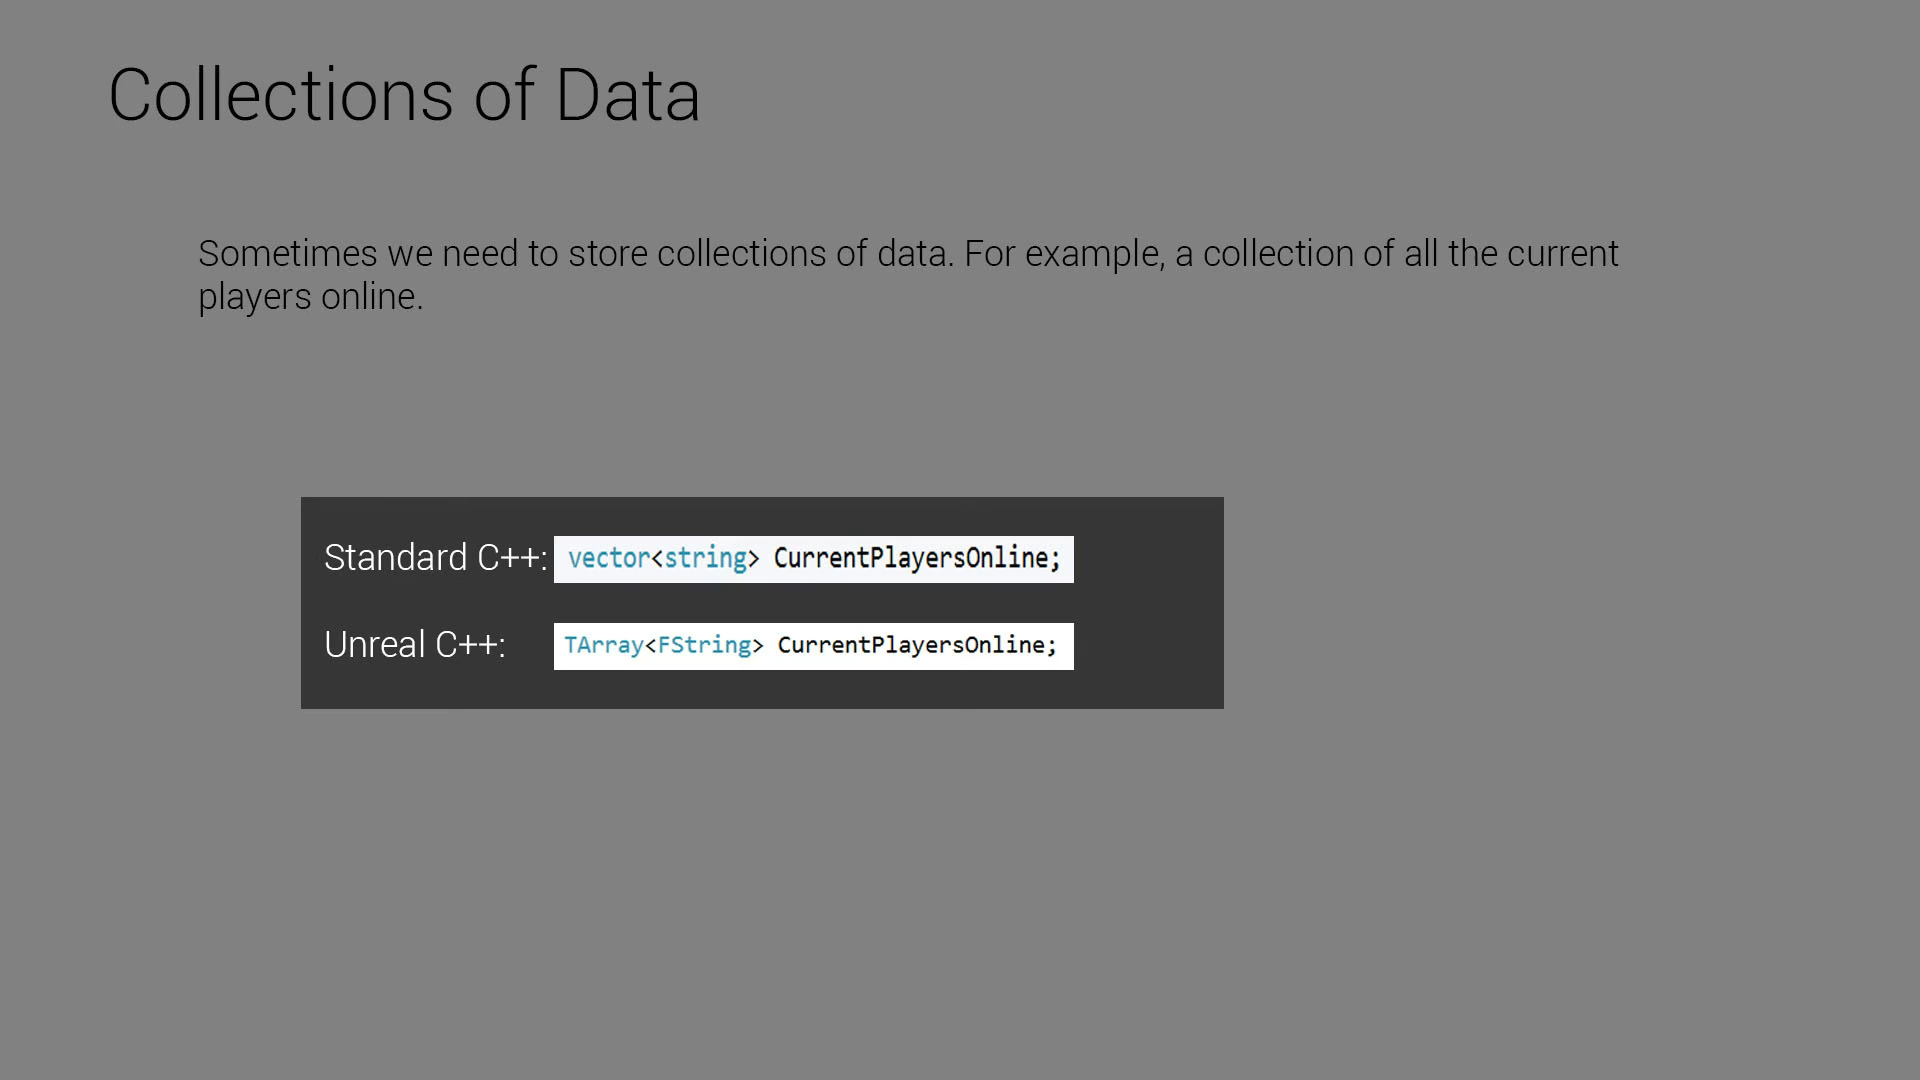 Collections of Data
Sometimes we need to store collections of data. For example, a collection of all the current
players online.
Standard C++: vector<string> CurrentPlayersOnline;
Unreal C++: TArray<FString> CurrentPlayersOnline;